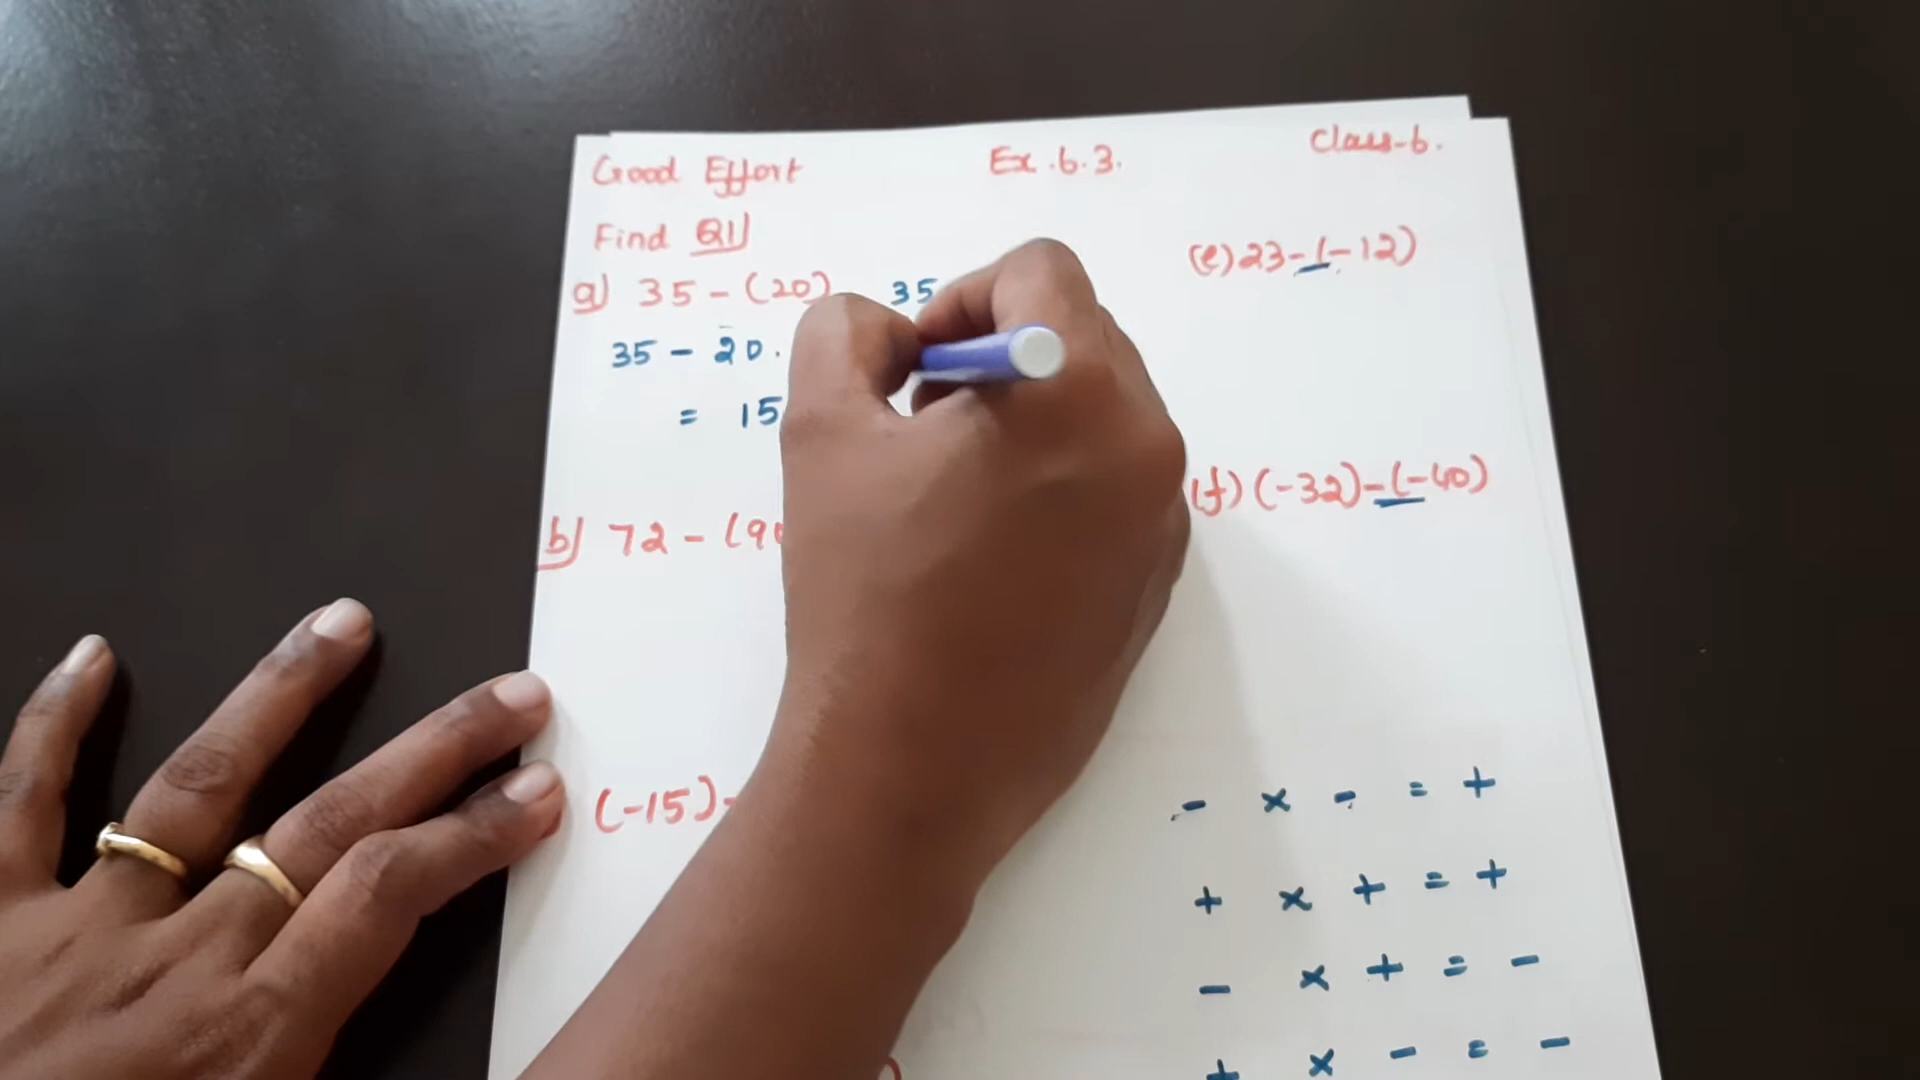 Good Effort Ex.6.3. Class-6.
Find Q1)
a) 35 - (20) 35
35 - 20.
= 15
b) 72 - (90
(-15)-
(e) 23-(-12)
(f) (-32)-(-40)
- × - = +
+ × + = +
- × + = -
+ × - = -